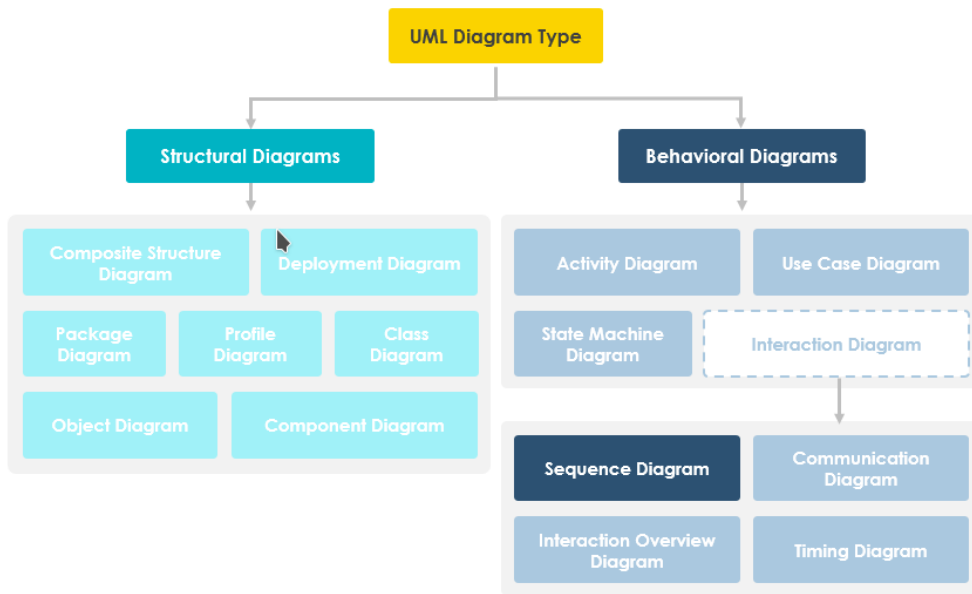 UML Diagram Type
Structural Diagrams
Behavioral Diagrams
Composite Structure
Diagram
Deployment Diagram
Package
Diagram
Profile
Diagram
Class
Diagram
Object Diagram
Component Diagram
Activity Diagram
Use Case Diagram
State Machine
Diagram
Interaction Diagram
Sequence Diagram
Communication
Diagram
Interaction Overview
Diagram
Timing Diagram